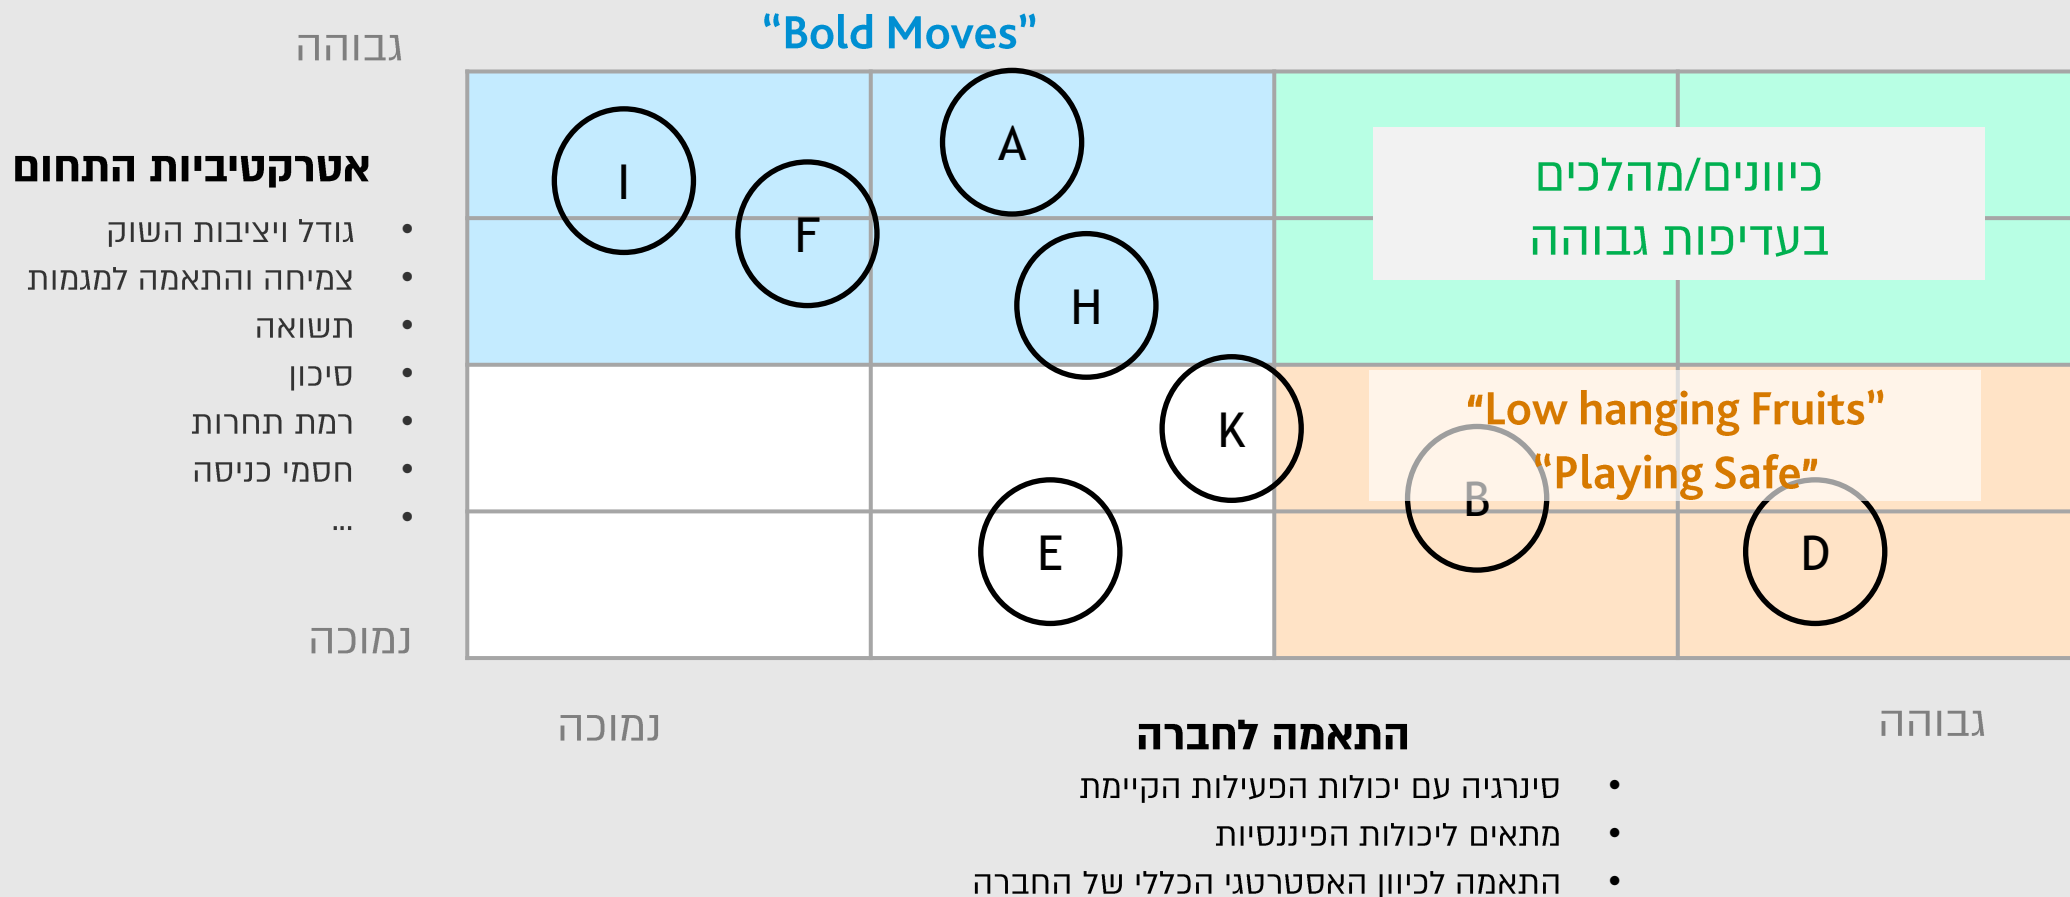 “Bold Moves”
גבוהה
אטרקטיביות התחום
• גודל ויציבות השוק
• צמיחה והתאמה למגמות
• תשואה
• סיכון
• רמת תחרות
• חסמי כניסה
• ...
נמוכה
I
F
A
H
K
E
כיוונים/מהלכים
בעדיפות גבוהה
“Low hanging Fruits”
“Playing Safe”
B
D
נמוכה
התאמה לחברה
גבוהה
• סינרגיה עם יכולות הפעילות הקיימת
• מתאים ליכולות הפיננסיות
• התאמה לכיוון האסטרטגי הכללי של החברה